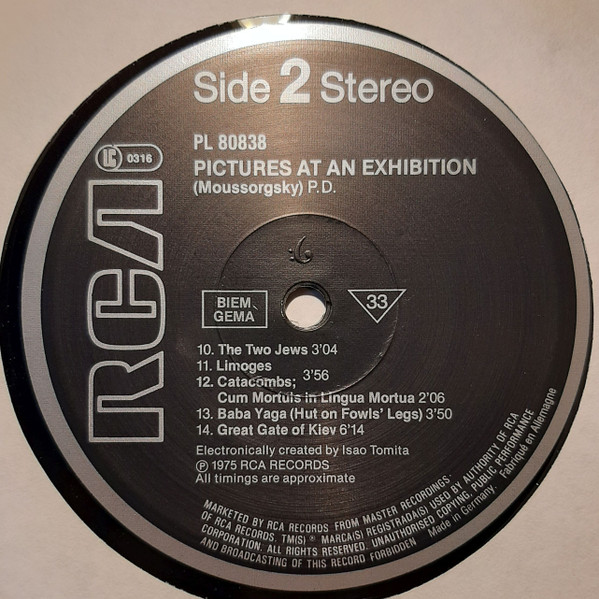 Side 2 Stereo
PL 80838
LC 0316
PICTURES AT AN EXHIBITION
(Moussorgsky) P.D.
RCA
BIEM
GEMA
33
10. The Two Jews 3'04
11. Limoges
3'56
12. Catacombs;
Cum Mortuis in Lingua Mortua 2'06
13. Baba Yaga (Hut on Fowls' Legs) 3'50
14. Great Gate of Kiev 6'14
Electronically created by Isao Tomita
Ⓟ 1975 RCA RECORDS
All timings are approximate
MARKETED BY RCA RECORDS FROM MASTER RECORDINGS.
OF RCA RECORDS. TM(S) ® MARCA(S) REGISTRADA(S) USED BY AUTHORITY OF RCA
CORPORATION. ALL RIGHTS RESERVED. UNAUTHORISED COPYING, PUBLIC PERFORMANCE
AND BROADCASTING OF THIS RECORD FORBIDDEN
Made in Germany. Fabriqué en Allemagne